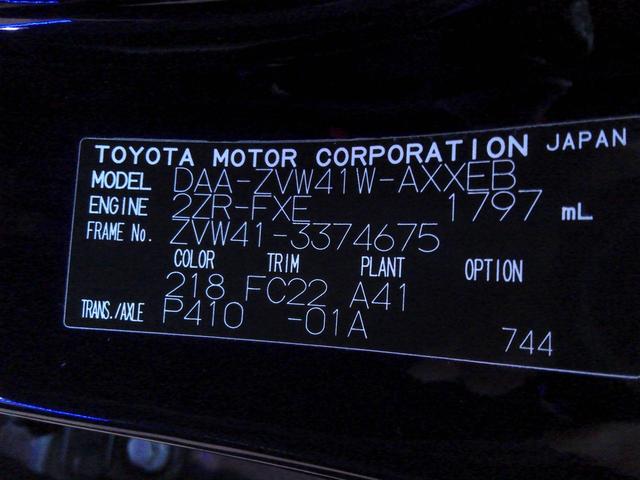 TOYOTA MOTOR CORPORATION JAPAN
MODEL DAA-ZVW41W-AXXEB
ENGINE 2ZR-FXE 1797 mL
FRAME No. ZVW41-3374675
COLOR TRIM PLANT OPTION
218 FC22 A41
TRANS./AXLE P410 -01A
744